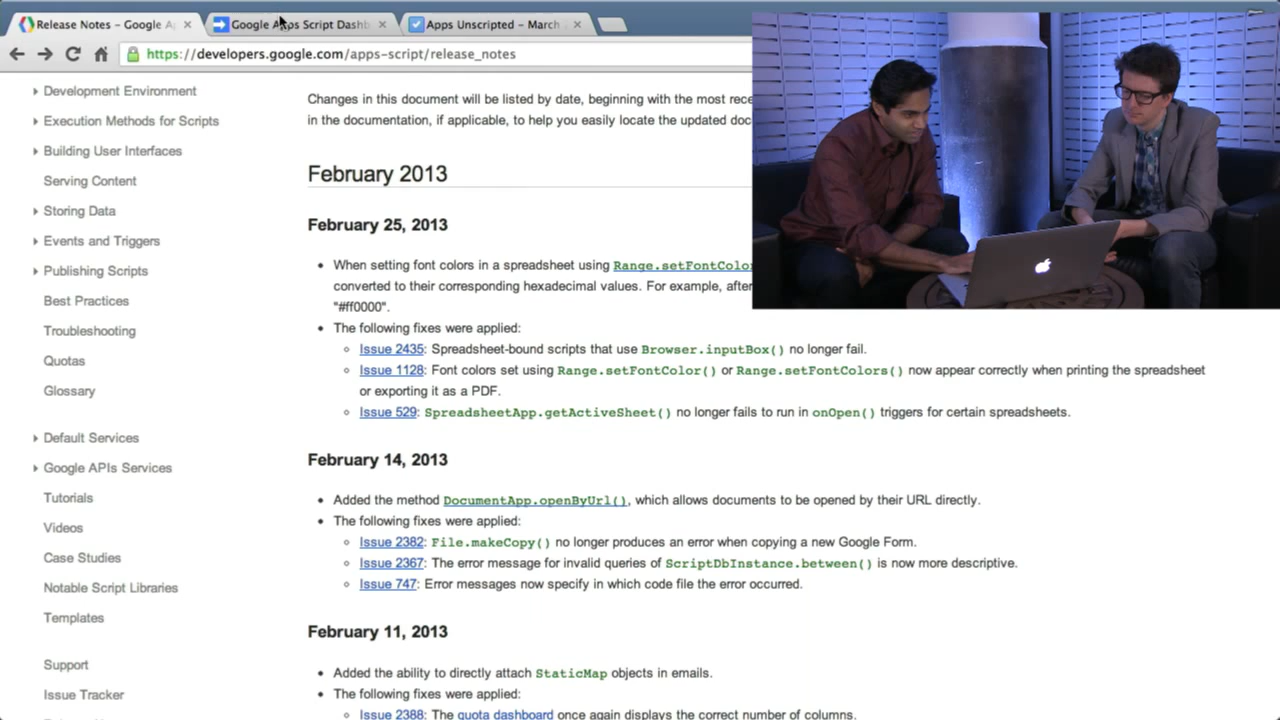 Release Notes - Google Ap
Google Apps Script Dashb
Apps Unscripted - March
https://developers.google.com/apps-script/release_notes
Development Environment
Execution Methods for Scripts
Building User Interfaces
Serving Content
Storing Data
Events and Triggers
Publishing Scripts
Best Practices
Troubleshooting
Quotas
Glossary
Default Services
Google APIs Services
Tutorials
Videos
Case Studies
Notable Script Libraries
Templates
Support
Issue Tracker
Changes in this document will be listed by date, beginning with the most rece
in the documentation, if applicable, to help you easily locate the updated doc
February 2013
February 25, 2013
When setting font colors in a spreadsheet using Range.setFontColor
converted to their corresponding hexadecimal values. For example, after
"#ff0000".
The following fixes were applied:
Issue 2435: Spreadsheet-bound scripts that use Browser.inputBox() no longer fail.
Issue 1128: Font colors set using Range.setFontColor() or Range.setFontColors() now appear correctly when printing the spreadsheet
or exporting it as a PDF.
Issue 529: SpreadsheetApp.getActiveSheet() no longer fails to run in onOpen() triggers for certain spreadsheets.
February 14, 2013
Added the method DocumentApp.openByUrl(), which allows documents to be opened by their URL directly.
The following fixes were applied:
Issue 2382: File.makeCopy() no longer produces an error when copying a new Google Form.
Issue 2367: The error message for invalid queries of ScriptDbInstance.between() is now more descriptive.
Issue 747: Error messages now specify in which code file the error occurred.
February 11, 2013
Added the ability to directly attach StaticMap objects in emails.
The following fixes were applied:
Issue 2388: The quota dashboard once again displays the correct number of columns.